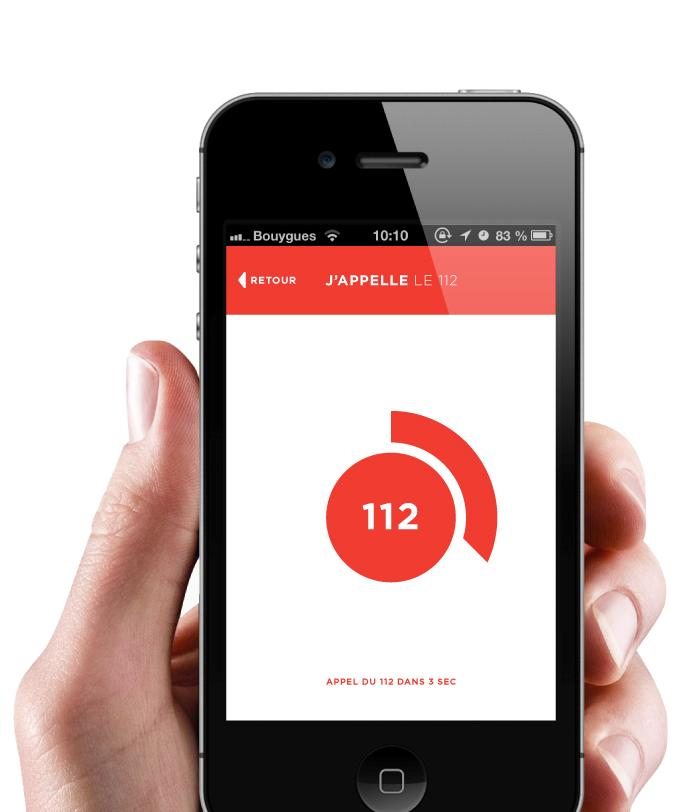 Bouygues 10:10 83 %
RETOUR J'APPELLE LE 112
112
APPEL DU 112 DANS 3 SEC